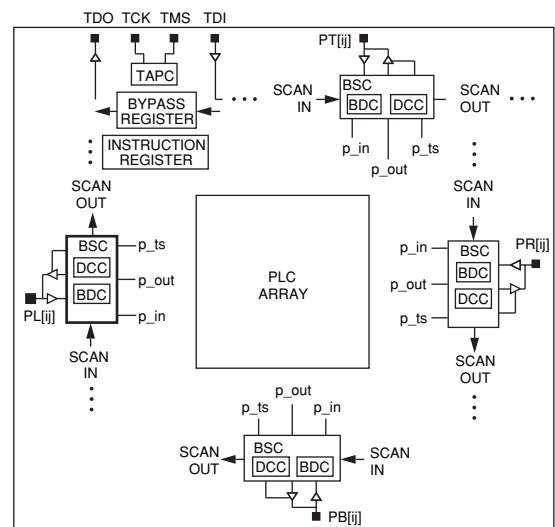 TDO TCK TMS TDI
TAPC
BYPASS
REGISTER
INSTRUCTION
REGISTER
PT[ij]
SCAN
IN
BSC
BDC DCC
SCAN
OUT
p_in
p_out
p_ts
SCAN
OUT
BSC
DCC
BDC
p_ts
p_out
p_in
PL[ij]
SCAN
IN
PLC
ARRAY
SCAN
IN
p_in
p_out
p_ts
BSC
BDC
DCC
PR[ij]
SCAN
OUT
p_out
p_ts
p_in
SCAN
OUT
BSC
DCC BDC
SCAN
IN
PB[ij]